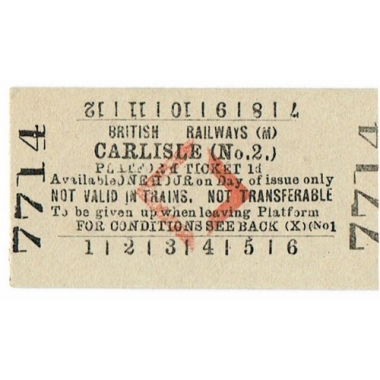 7 | 8 | 9 | 10 | 11 | 12
BRITISH RAILWAYS (M)
CARLISLE (No.2.)
PLATFORM TICKET 1d
Available ONE HOUR on Day of issue only
NOT VALID IN TRAINS. NOT TRANSFERABLE
To be given up when leaving Platform
FOR CONDITIONS SEE BACK (X)(No1
1 | 2 | 3 | 4 | 5 | 6
7714
7714